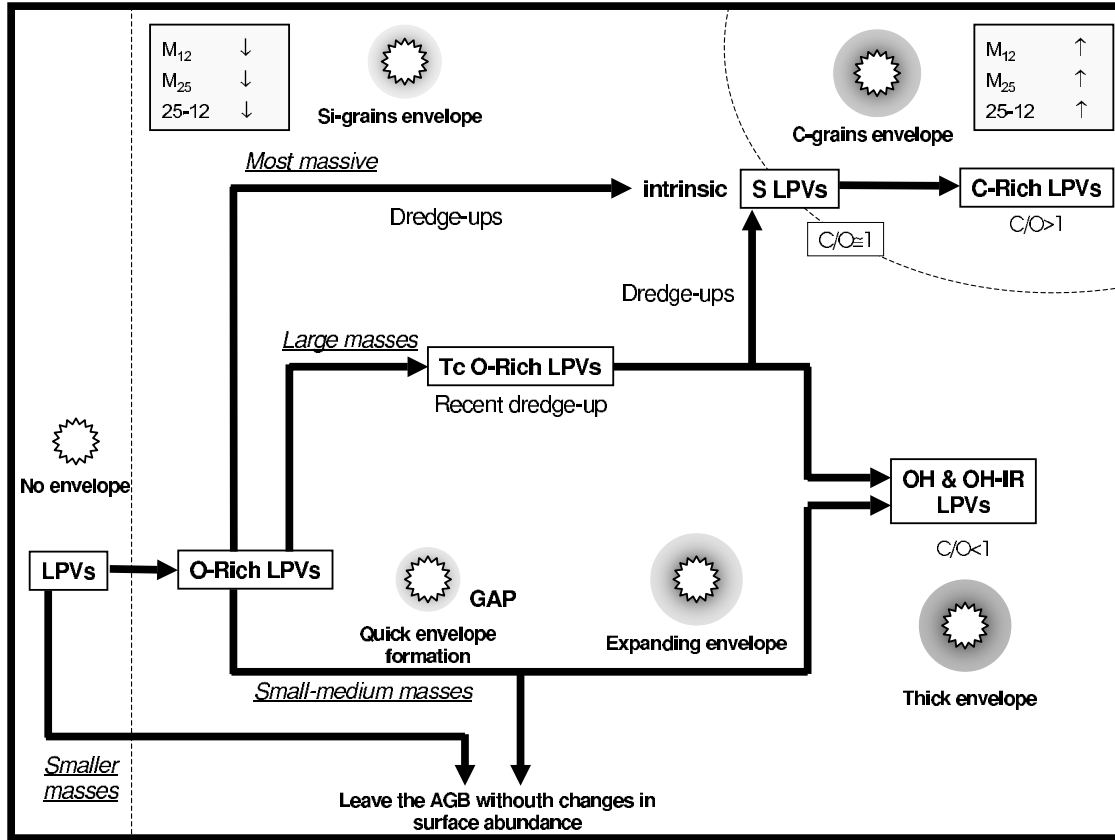 M12 ↓
M25 ↓
25-12 ↓
Si-grains envelope
C-grains envelope
M12 ↑
M25 ↑
25-12 ↑
Most massive
Dredge-ups
intrinsic
S LPVs
C-Rich LPVs
C/O>1
C/O≅1
Dredge-ups
Large masses
Tc O-Rich LPVs
Recent dredge-up
No envelope
OH & OH-IR
LPVs
C/O<1
LPVs
O-Rich LPVs
GAP
Quick envelope
formation
Expanding envelope
Thick envelope
Small-medium masses
Smaller
masses
Leave the AGB withouth changes in
surface abundance